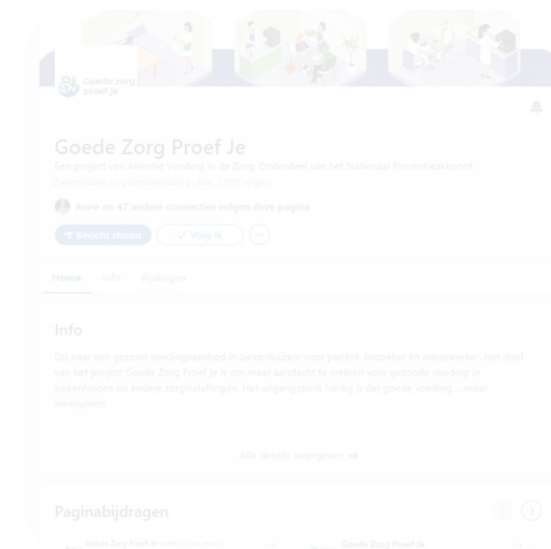 Goede zorg
proef je
Goede Zorg Proef Je
Een project van Alliantie Voeding in de Zorg. Onderdeel van het Nationaal Preventieakkoord.
Ziekenhuizen en gezondheidszorg · Ede · volgers
Anne en 47 andere connecties volgen deze pagina
Bericht sturen
✓ Volg ik
Home Info Bijdragen
Info
Op naar een gezond voedingsaanbod in ziekenhuizen: voor patiënt, bezoeker én medewerker. Het doel
van het project Goede Zorg Proef Je is om meer aandacht te creëren voor gezonde voeding in
ziekenhuizen en andere zorginstellingen. Het uitgangspunt hierbij is dat goede voeding ... meer
weergeven
Alle details weergeven →
Paginabijdragen
Goede Zorg Proef Je
Goede Zorg Proef Je